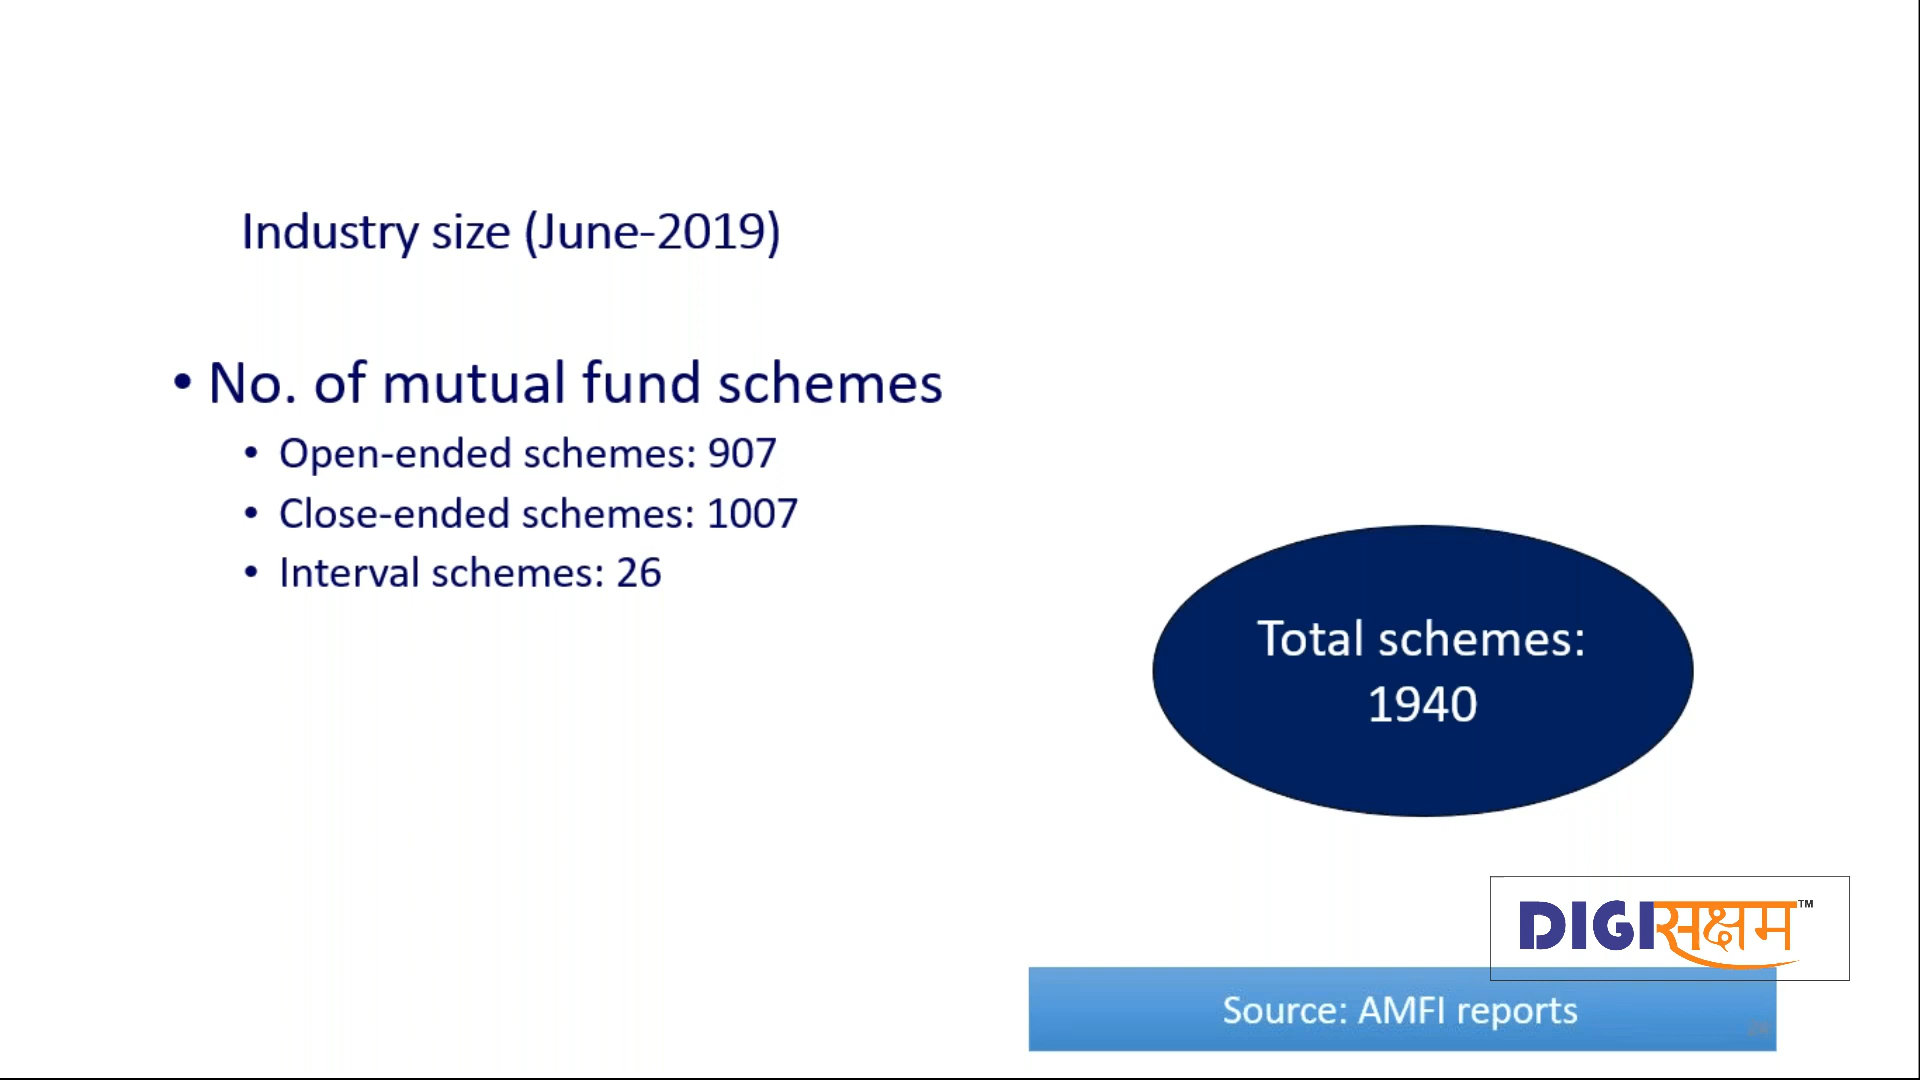 Industry size (June-2019)
• No. of mutual fund schemes
• Open-ended schemes: 907
• Close-ended schemes: 1007
• Interval schemes: 26
Total schemes:
1940
DIGIसक्षम™
Source: AMFI reports